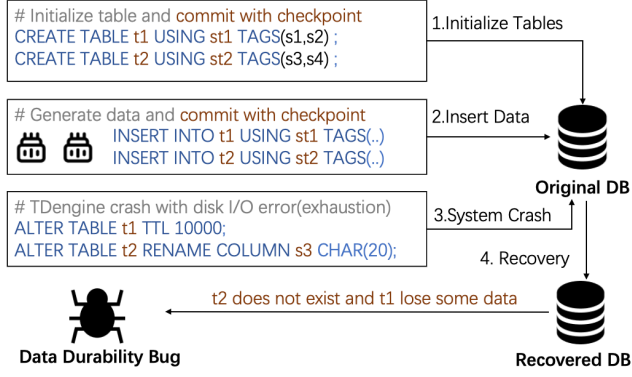 # Initialize table and commit with checkpoint
CREATE TABLE t1 USING st1 TAGS(s1,s2) ;
CREATE TABLE t2 USING st2 TAGS(s3,s4) ;
1.Initialize Tables
# Generate data and commit with checkpoint
INSERT INTO t1 USING st1 TAGS(..)
INSERT INTO t2 USING st2 TAGS(..)
2.Insert Data
Original DB
# TDengine crash with disk I/O error(exhaustion)
ALTER TABLE t1 TTL 10000;
ALTER TABLE t2 RENAME COLUMN s3 CHAR(20);
3.System Crash
4. Recovery
t2 does not exist and t1 lose some data
Data Durability Bug
Recovered DB